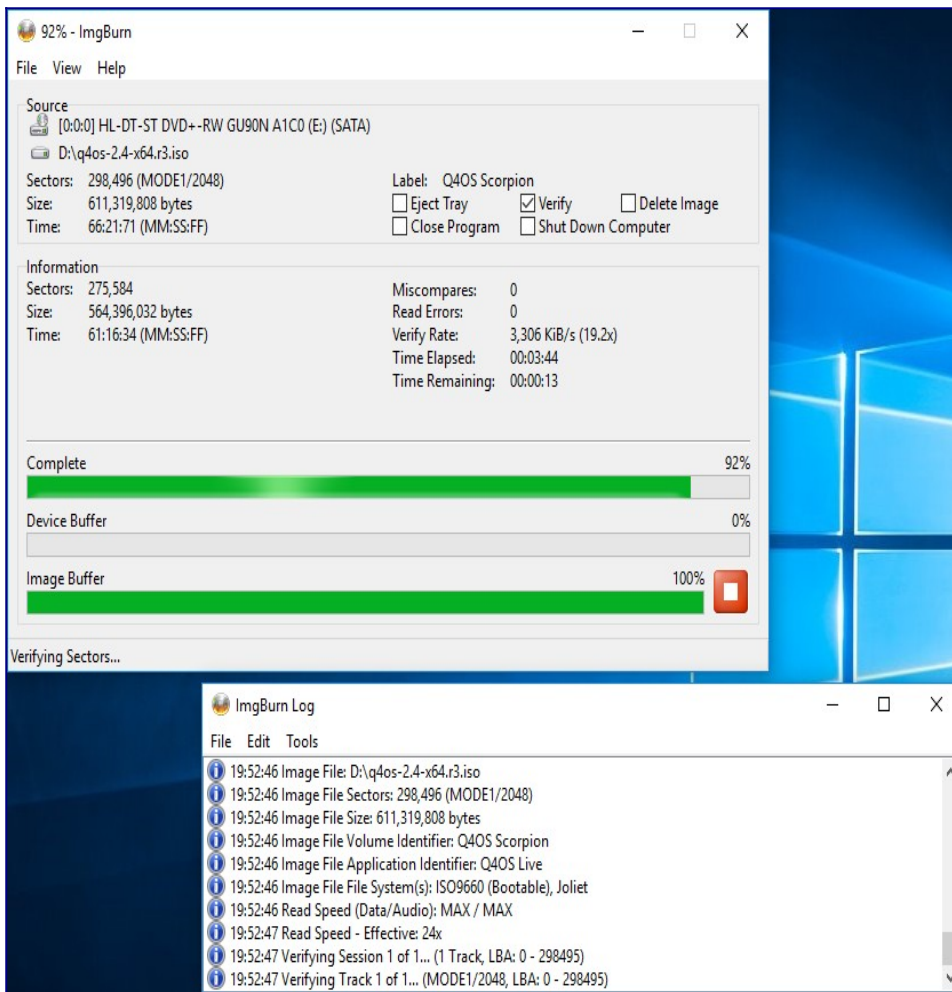 92% - ImgBurn
File View Help
Source
[0:0:0] HL-DT-ST DVD+-RW GU90N A1C0 (E:) (SATA)
D:\q4os-2.4-x64.r3.iso
Sectors: 298,496 (MODE1/2048) Label: Q4OS Scorpion
Size: 611,319,808 bytes Eject Tray Verify Delete Image
Time: 66:21:71 (MM:SS:FF) Close Program Shut Down Computer
Information
Sectors: 275,584 Miscompares: 0
Size: 564,396,032 bytes Read Errors: 0
Time: 61:16:34 (MM:SS:FF) Verify Rate: 3,306 KiB/s (19.2x)
Time Elapsed: 00:03:44
Time Remaining: 00:00:13
Complete 92%
Device Buffer 0%
Image Buffer 100%
Verifying Sectors...
ImgBurn Log
File Edit Tools
19:52:46 Image File: D:\q4os-2.4-x64.r3.iso
19:52:46 Image File Sectors: 298,496 (MODE1/2048)
19:52:46 Image File Size: 611,319,808 bytes
19:52:46 Image File Volume Identifier: Q4OS Scorpion
19:52:46 Image File Application Identifier: Q4OS Live
19:52:46 Image File File System(s): ISO9660 (Bootable), Joliet
19:52:46 Read Speed (Data/Audio): MAX / MAX
19:52:47 Read Speed - Effective: 24x
19:52:47 Verifying Session 1 of 1... (1 Track, LBA: 0 - 298495)
19:52:47 Verifying Track 1 of 1... (MODE1/2048, LBA: 0 - 298495)